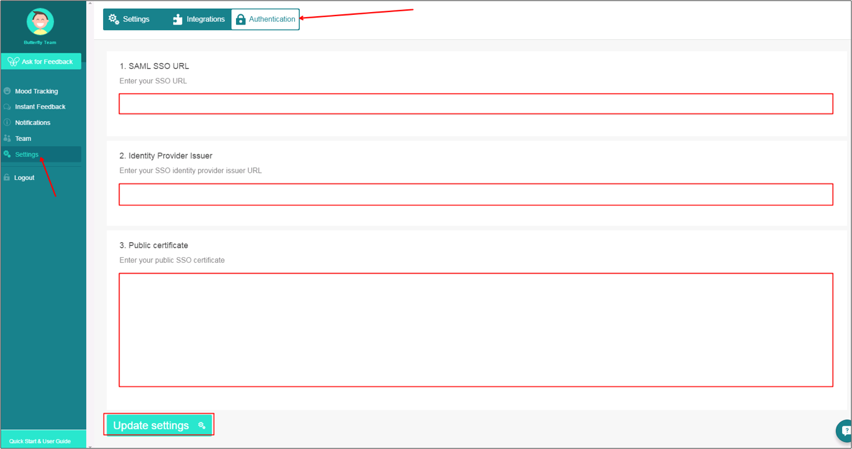 Butterfly Team
Ask for Feedback
Mood Tracking
Instant Feedback
Notifications
Team
Settings
Logout
Quick Start & User Guide
Settings
Integrations
Authentication
1. SAML SSO URL
Enter your SSO URL
2. Identity Provider Issuer
Enter your SSO identity provider issuer URL
3. Public certificate
Enter your public SSO certificate
Update settings
?